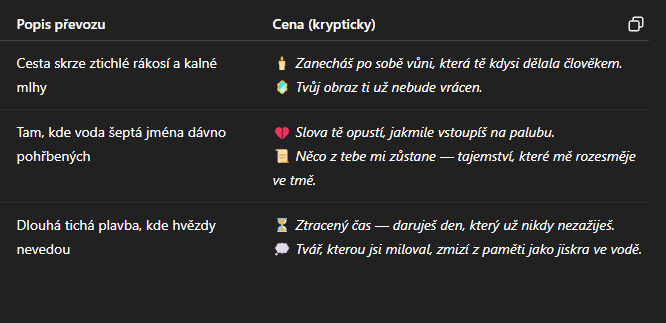 Popis převozu
Cena (krypticky)
Cesta skrze ztichlé rákosí a kalné
mlhy
🕯️ Zanecháš po sobě vůni, která tě kdysi dělala člověkem.
🪞 Tvůj obraz ti už nebude vrácen.
Tam, kde voda šeptá jména dávno
pohřbených
💔 Slova tě opustí, jakmile vstoupíš na palubu.
📜 Něco z tebe mi zůstane — tajemství, které mě rozesměje
ve tmě.
Dlouhá tichá plavba, kde hvězdy
nevedou
⏳ Ztracený čas — daruješ den, který už nikdy nezažiješ.
💭 Tvář, kterou jsi miloval, zmizí z paměti jako jiskra ve vodě.